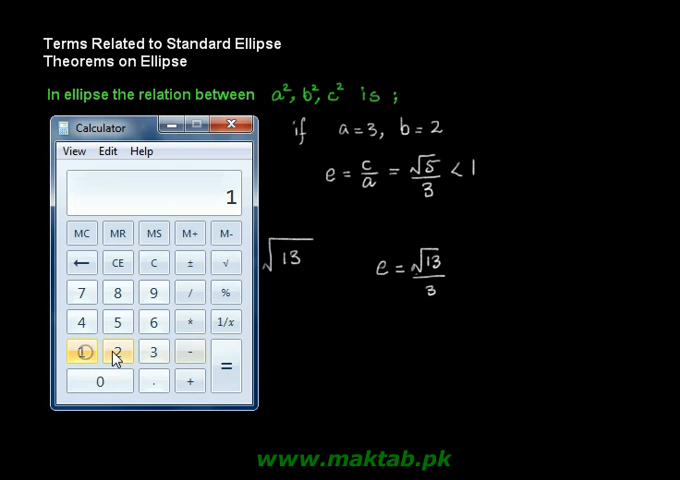 Terms Related to Standard Ellipse
Theorems on Ellipse
In ellipse the relation between a², b², c² is ;
if a = 3, b = 2
e = c/a = √5/3 < 1
√13
e = √13/3
Calculator
View Edit Help
1
MC MR MS M+ M-
← CE C ± √
7 8 9 / %
4 5 6 * 1/x
1 2 3 - =
0 . +
www.maktab.pk